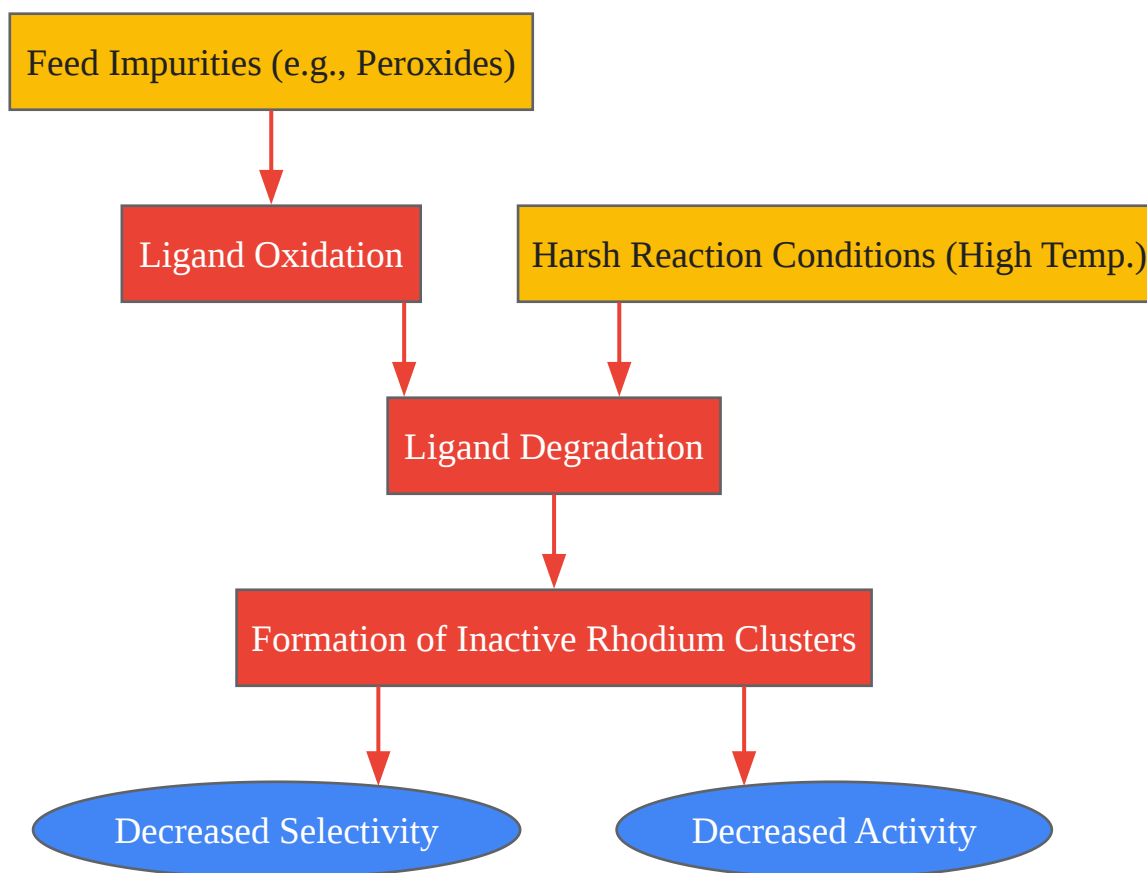 Feed Impurities (e.g., Peroxides)
Ligand Oxidation
Harsh Reaction Conditions (High Temp.)
Ligand Degradation
Formation of Inactive Rhodium Clusters
Decreased Selectivity
Decreased Activity